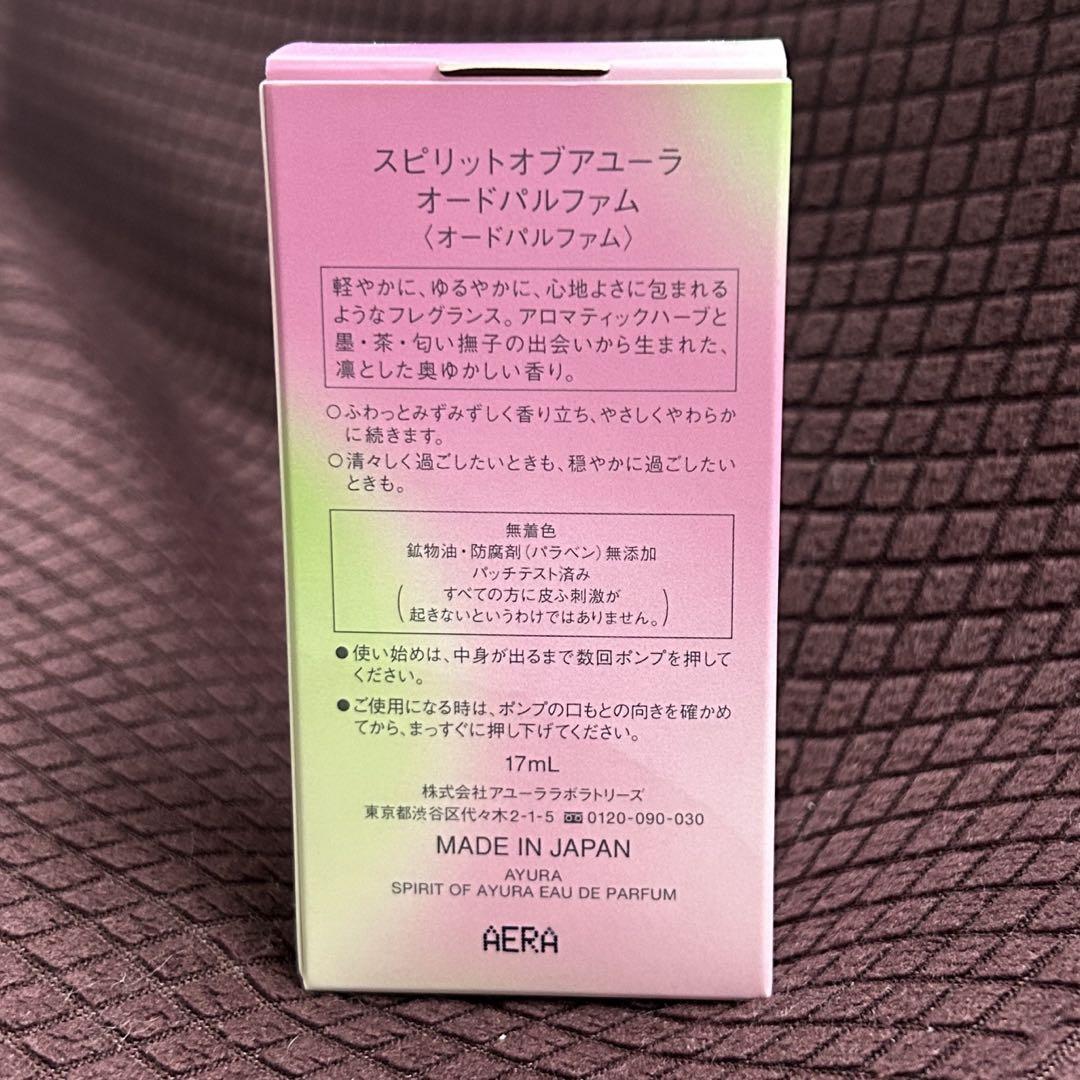 スピリットオブアユーラ
オードパルファム
〈オードパルファム〉
軽やかに、ゆるやかに、心地よさに包まれる
ようなフレグランス。アロマティックハーブと
墨・茶・匂い撫子の出会いから生まれた、
凛とした奥ゆかしい香り。
○ふわっとみずみずしく香り立ち、やさしくやわらか
に続きます。
○清々しく過ごしたいときも、穏やかに過ごしたい
ときも。
無着色
鉱物油・防腐剤(パラベン)無添加
パッチテスト済み
(すべての方に皮ふ刺激が
起きないというわけではありません。)
●使い始めは、中身が出るまで数回ポンプを押して
ください。
●ご使用になる時は、ポンプの口もとの向きを確かめ
てから、まっすぐに押し下げてください。
17mL
株式会社アユーララボラトリーズ
東京都渋谷区代々木2-1-5 0120-090-030
MADE IN JAPAN
AYURA
SPIRIT OF AYURA EAU DE PARFUM
AERA